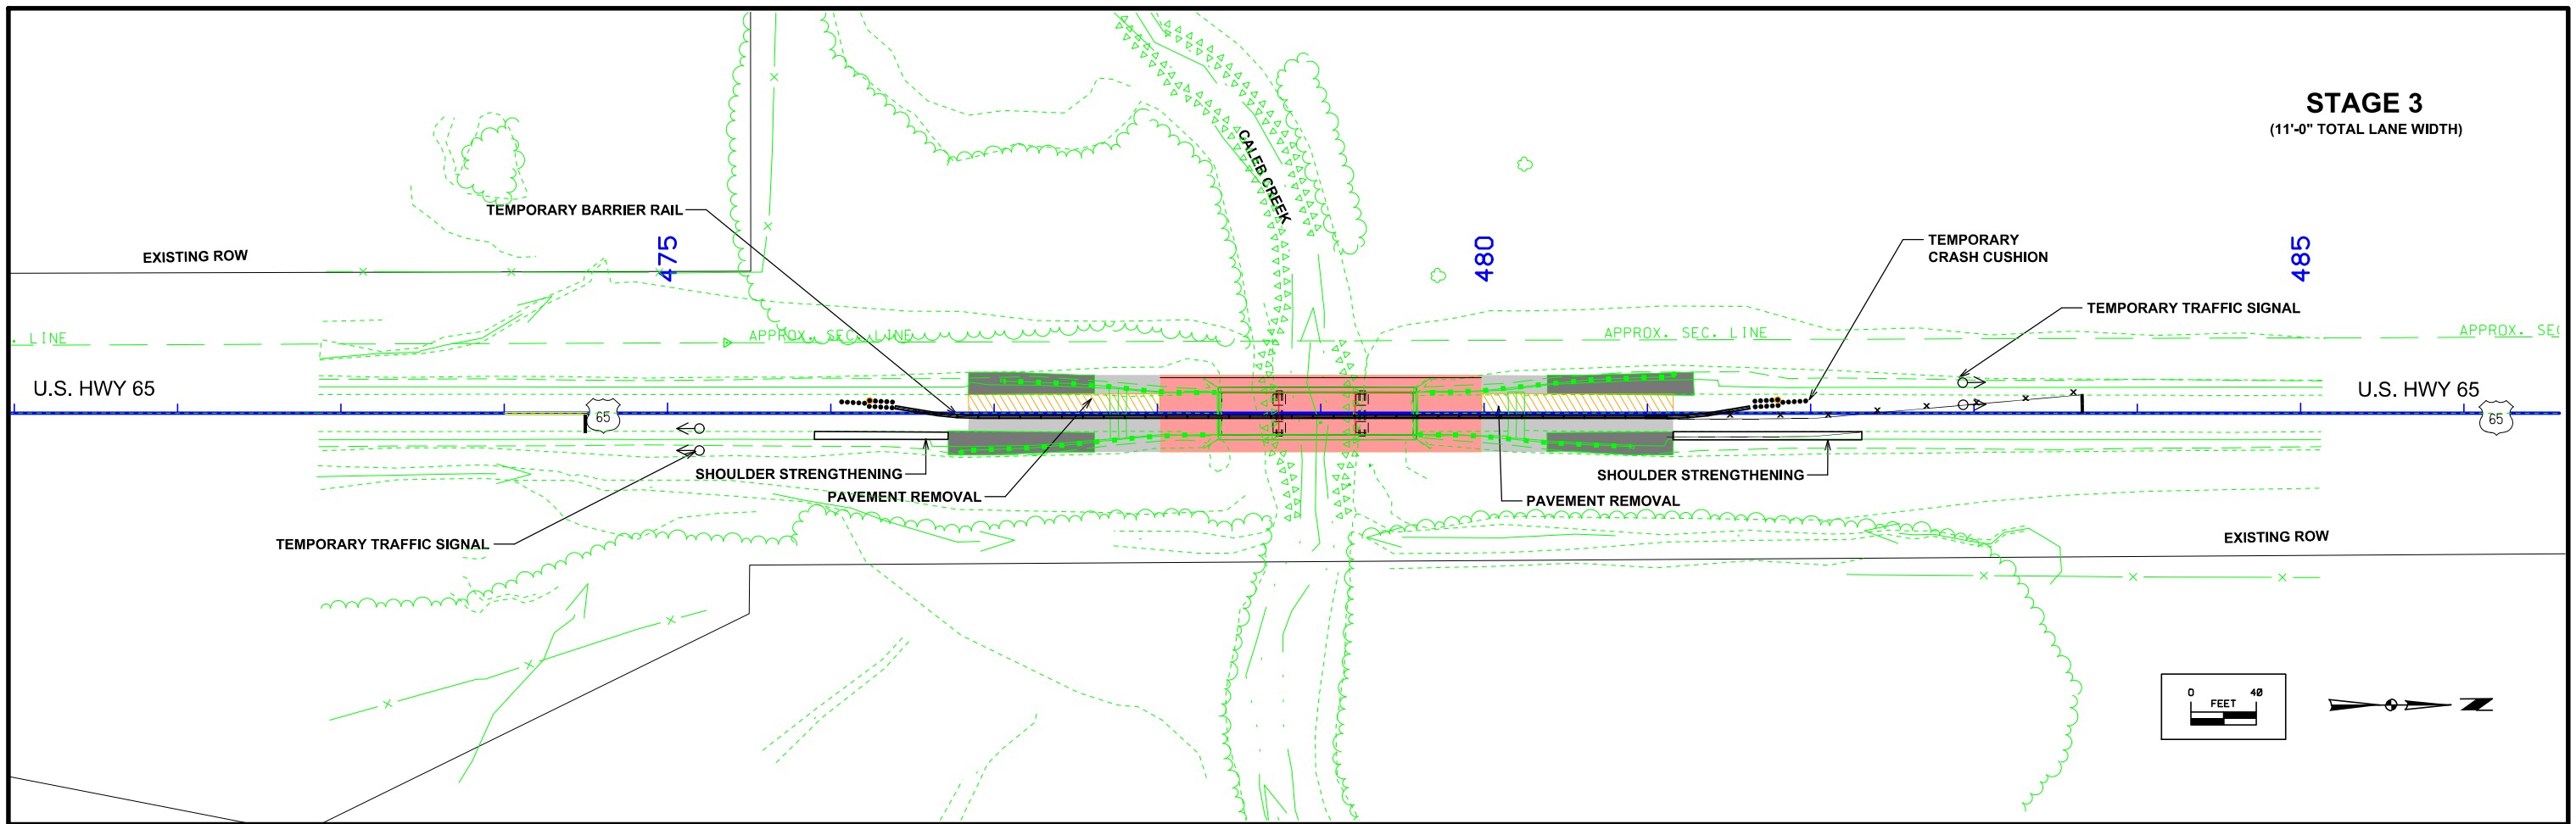 STAGE 3
(11'-0" TOTAL LANE WIDTH)
CALEB CREEK
TEMPORARY BARRIER RAIL
EXISTING ROW
475
480
485
TEMPORARY
CRASH CUSHION
TEMPORARY TRAFFIC SIGNAL
. LINE
APPROX. SEC. LINE
APPROX. SEC. LINE
APPROX. SEC
U.S. HWY 65
U.S. HWY 65
65
65
SHOULDER STRENGTHENING
SHOULDER STRENGTHENING
PAVEMENT REMOVAL
PAVEMENT REMOVAL
TEMPORARY TRAFFIC SIGNAL
EXISTING ROW
0 40
FEET
N